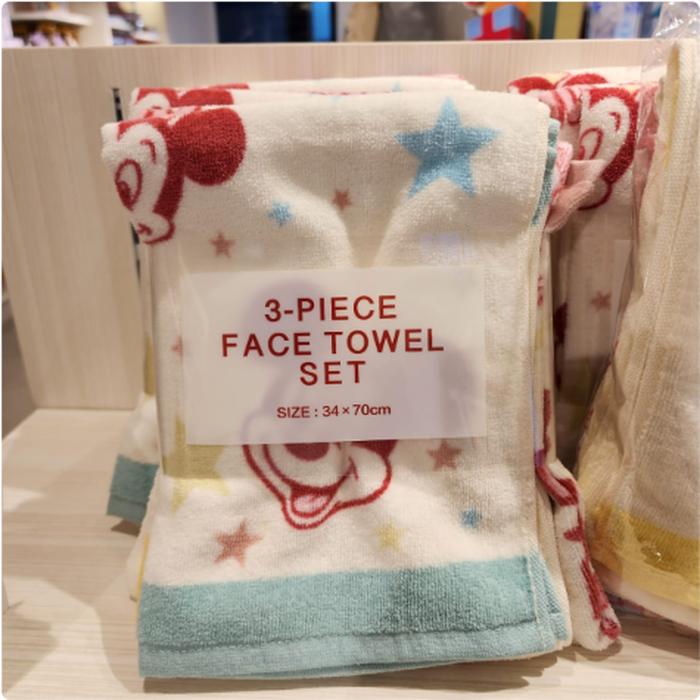 3-PIECE
FACE TOWEL
SET
SIZE : 34×70cm